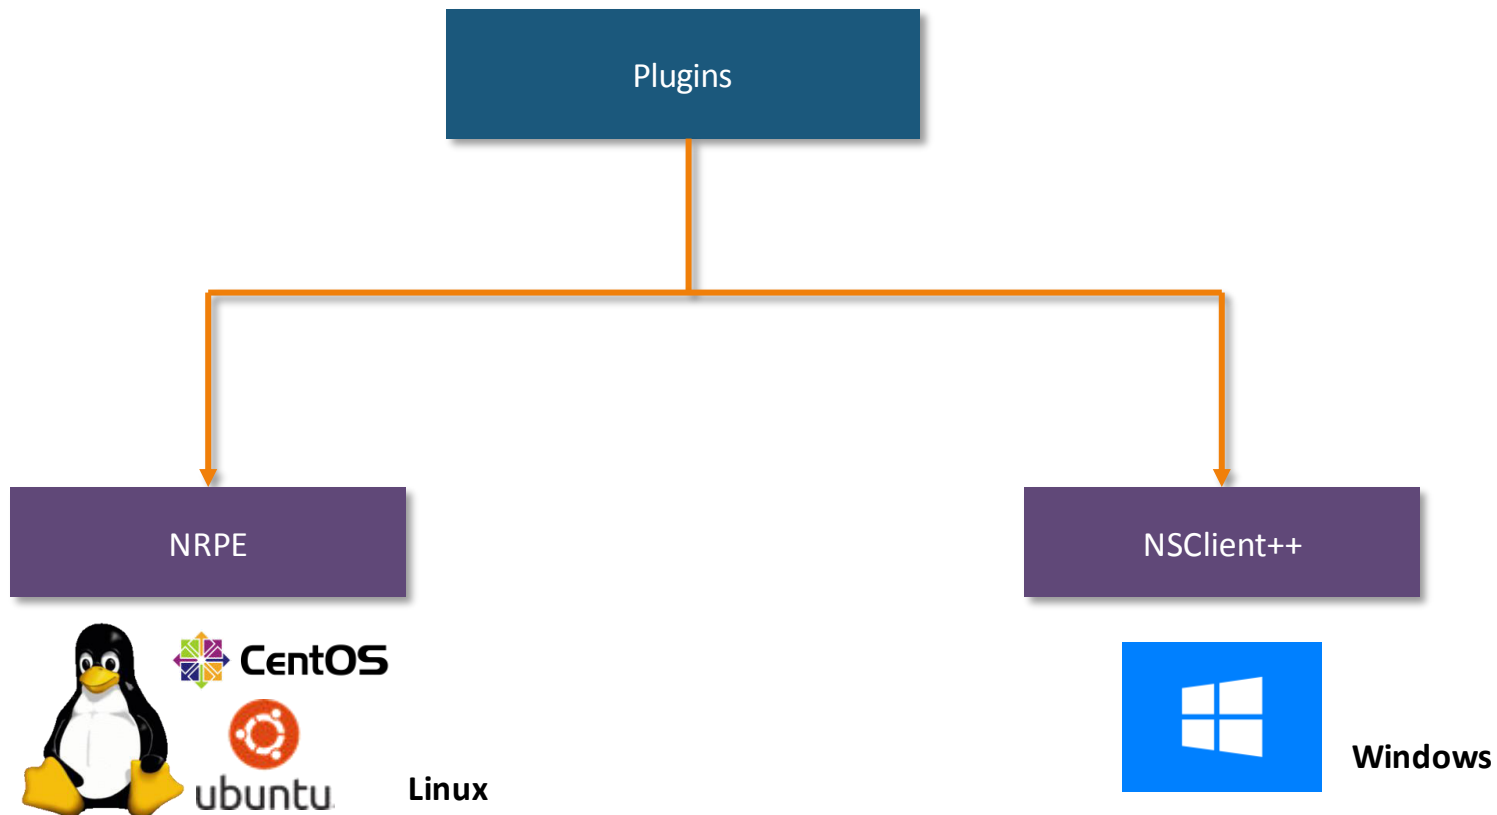 Plugins
NRPE
NSClient++
CentOS
ubuntu
Linux
Windows